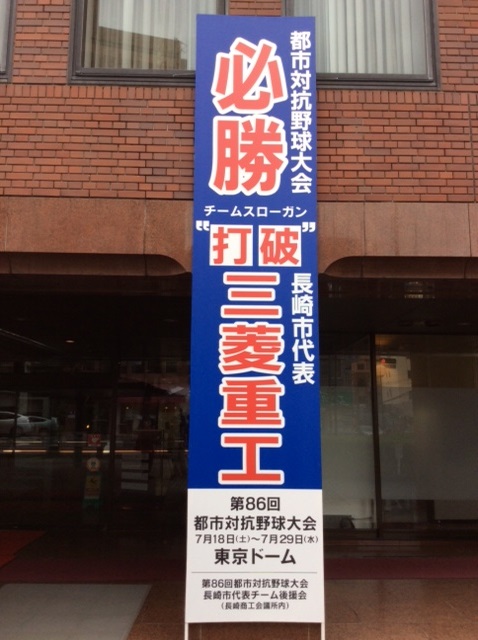 都市対抗野球大会
必勝
チームスローガン
“打破”
長崎市代表
三菱重工
第86回
都市対抗野球大会
7月18日(土)～7月29日(水)
東京ドーム
第86回都市対抗野球大会
長崎市代表チーム後援会
(長崎商工会議所内)